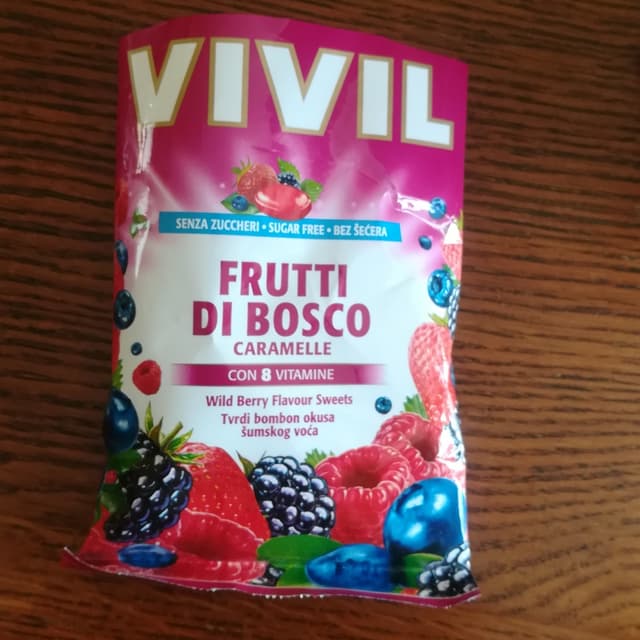 VIVIL
SENZA ZUCCHERI • SUGAR FREE • BEZ ŠEĆERA
FRUTTI
DI BOSCO
CARAMELLE
CON 8 VITAMINE
Wild Berry Flavour Sweets
Tvrdi bombon okusa
šumskog voća